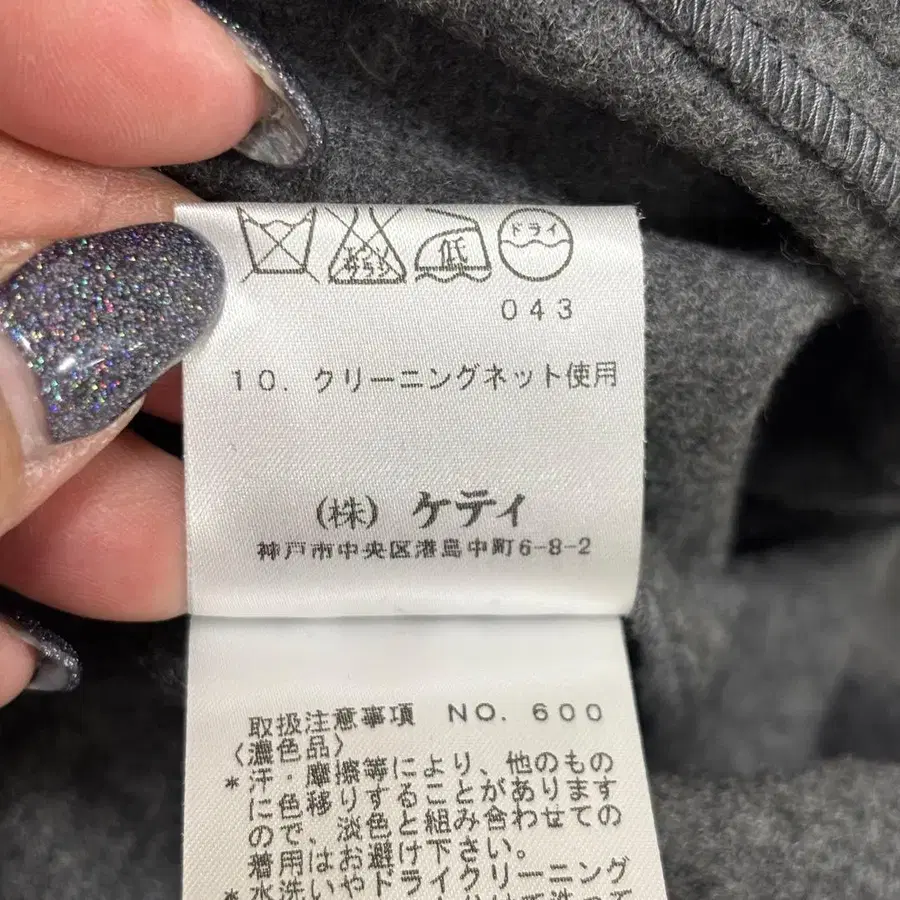 低 ドライ
043
10. クリーニングネット使用
(株) ケティ
神戸市中央区港島中町6-8-2
取扱注意事項 NO. 600
〈濃色品〉
*汗・摩擦等により、他のもの
に色移りすることがあります
ので、淡色と組み合わせての
着用はお避け下さい。
*水洗いやドライクリーニング